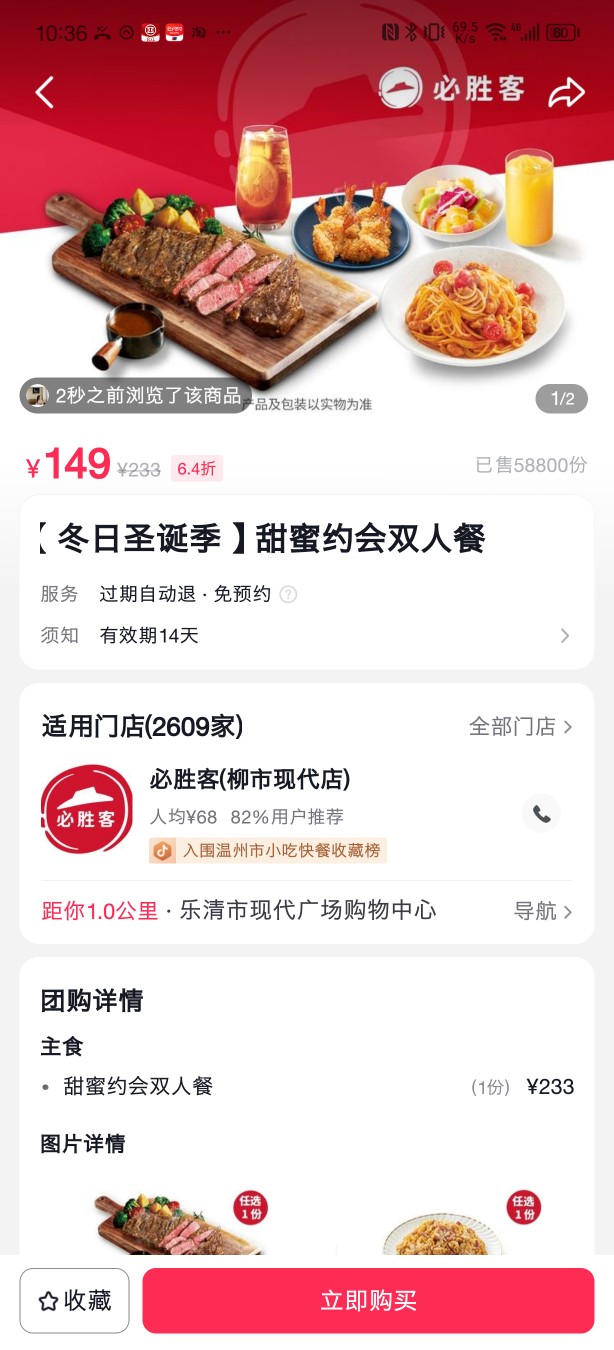 10:36
69.5 K/s
4G
60
必胜客
2秒之前浏览了该商品
产品及包装以实物为准
1/2
¥149 ¥233 6.4折
已售58800份
【冬日圣诞季】甜蜜约会双人餐
服务 过期自动退 · 免预约 ?
须知 有效期14天
适用门店(2609家)
全部门店
必胜客
必胜客(柳市现代店)
人均¥68 82%用户推荐
入围温州市小吃快餐收藏榜
距你1.0公里 · 乐清市现代广场购物中心
导航
团购详情
主食
• 甜蜜约会双人餐 (1份) ¥233
图片详情
任选1份
任选1份
收藏
立即购买